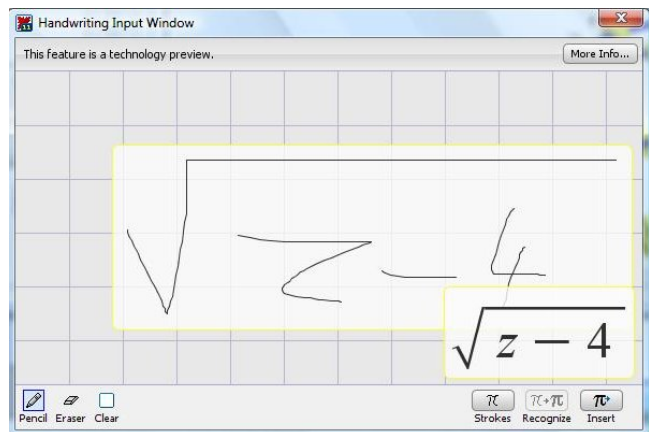 Handwriting Input Window
This feature is a technology preview. More Info...
√z-4
√z − 4
Pencil Eraser Clear Strokes Recognize Insert